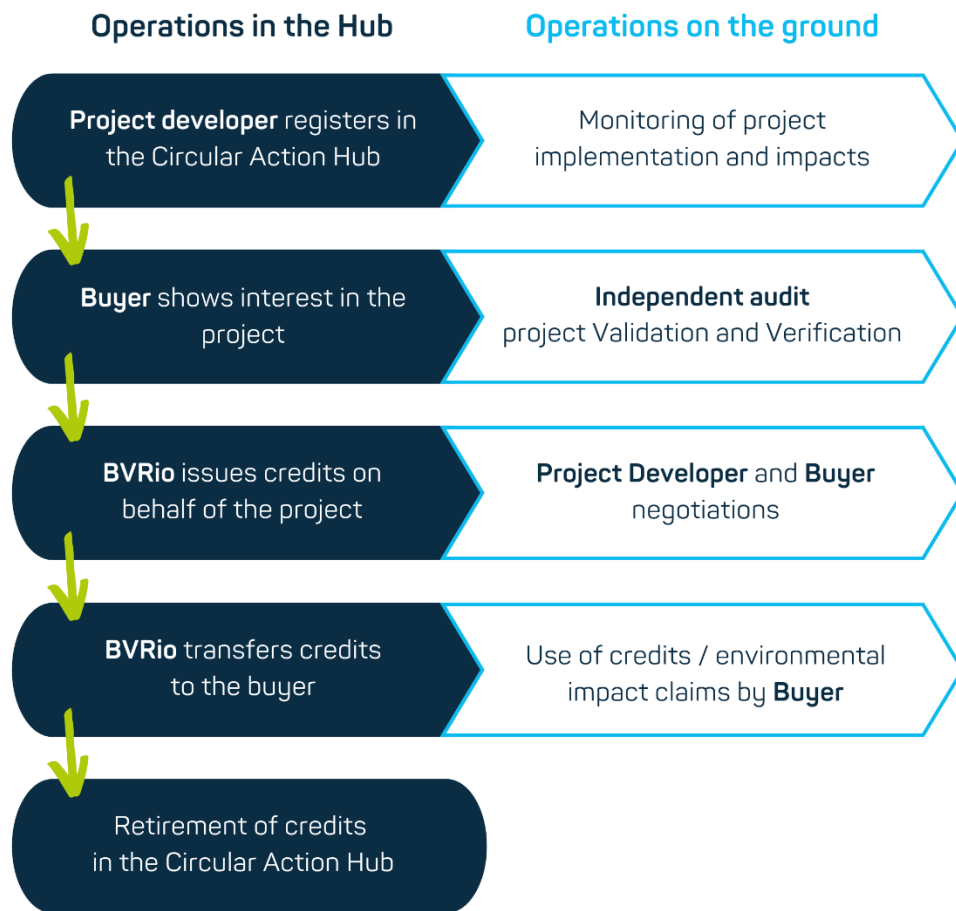 Operations in the Hub
Operations on the ground
Project developer registers in
the Circular Action Hub
Monitoring of project
implementation and impacts
Buyer shows interest in the
project
Independent audit
project Validation and Verification
BVRio issues credits on
behalf of the project
Project Developer and Buyer
negotiations
BVRio transfers credits
to the buyer
Use of credits / environmental
impact claims by Buyer
Retirement of credits
in the Circular Action Hub